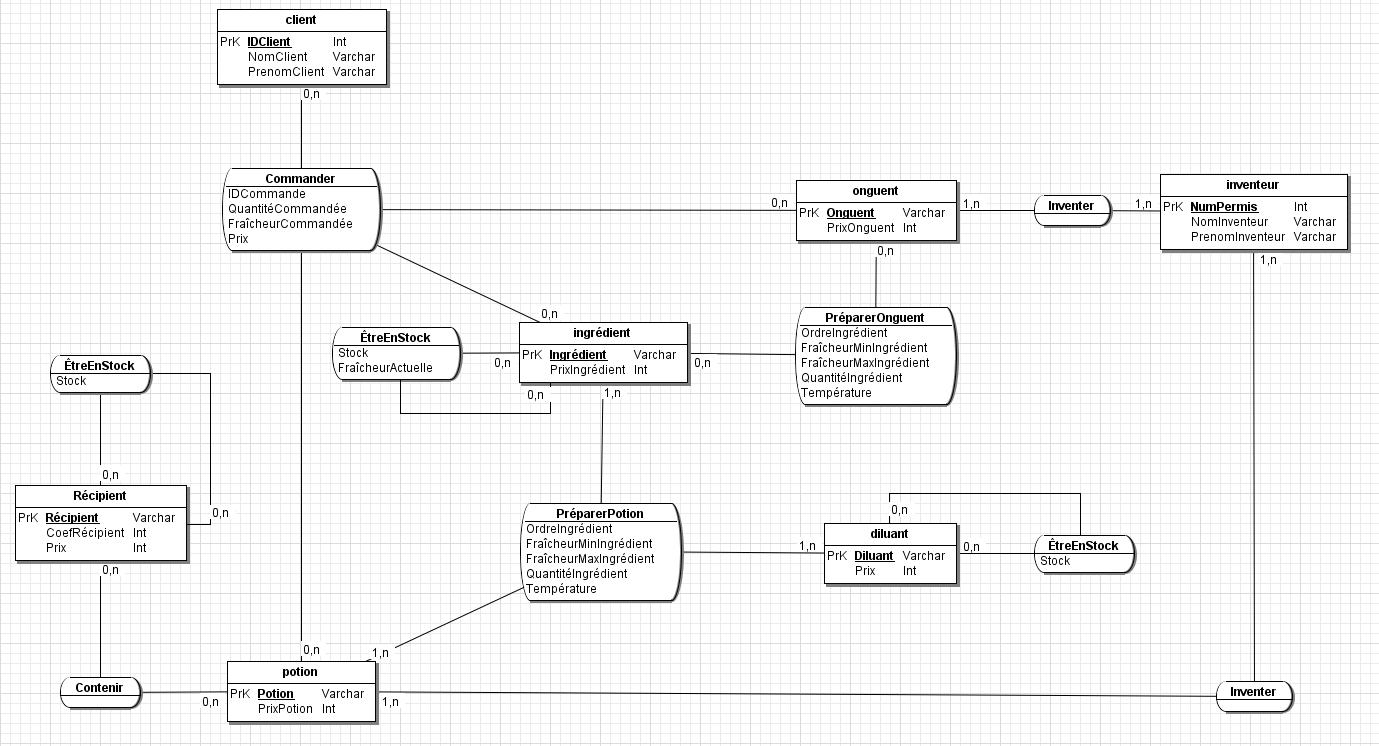 client
PrK IDClient Int
NomClient Varchar
PrenomClient Varchar
0,n
Commander
IDCommande
QuantitéCommandée
FraîcheurCommandée
Prix
0,n
onguent
PrK Onguent Varchar
PrixOnguent Int
1,n
Inventer
1,n
inventeur
PrK NumPermis Int
NomInventeur Varchar
PrenomInventeur Varchar
0,n
1,n
0,n
ÊtreEnStock
Stock
FraîcheurActuelle
0,n
ingrédient
PrK Ingrédient Varchar
PrixIngrédient Int
0,n
0,n
1,n
PréparerOnguent
OrdreIngrédient
FraîcheurMinIngrédient
FraîcheurMaxIngrédient
QuantitéIngrédient
Température
ÊtreEnStock
Stock
0,n
0,n
Récipient
PrK Récipient Varchar
CoefRécipient Int
Prix Int
0,n
PréparerPotion
OrdreIngrédient
FraîcheurMinIngrédient
FraîcheurMaxIngrédient
QuantitéIngrédient
Température
1,n
0,n
diluant
PrK Diluant Varchar
Prix Int
0,n
ÊtreEnStock
Stock
0,n
1,n
Contenir
0,n
potion
PrK Potion Varchar
PrixPotion Int
1,n
Inventer